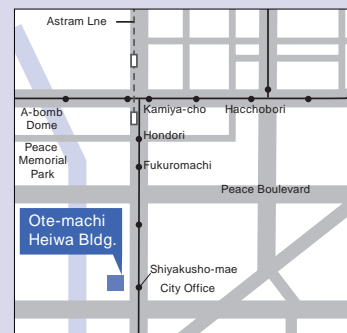 Astram Lne
A-bomb
Dome
Kamiya-cho
Hacchobori
Hondori
Peace
Memorial
Park
Fukuromachi
Peace Boulevard
Ote-machi
Heiwa Bldg.
Shiyakusho-mae
City Office